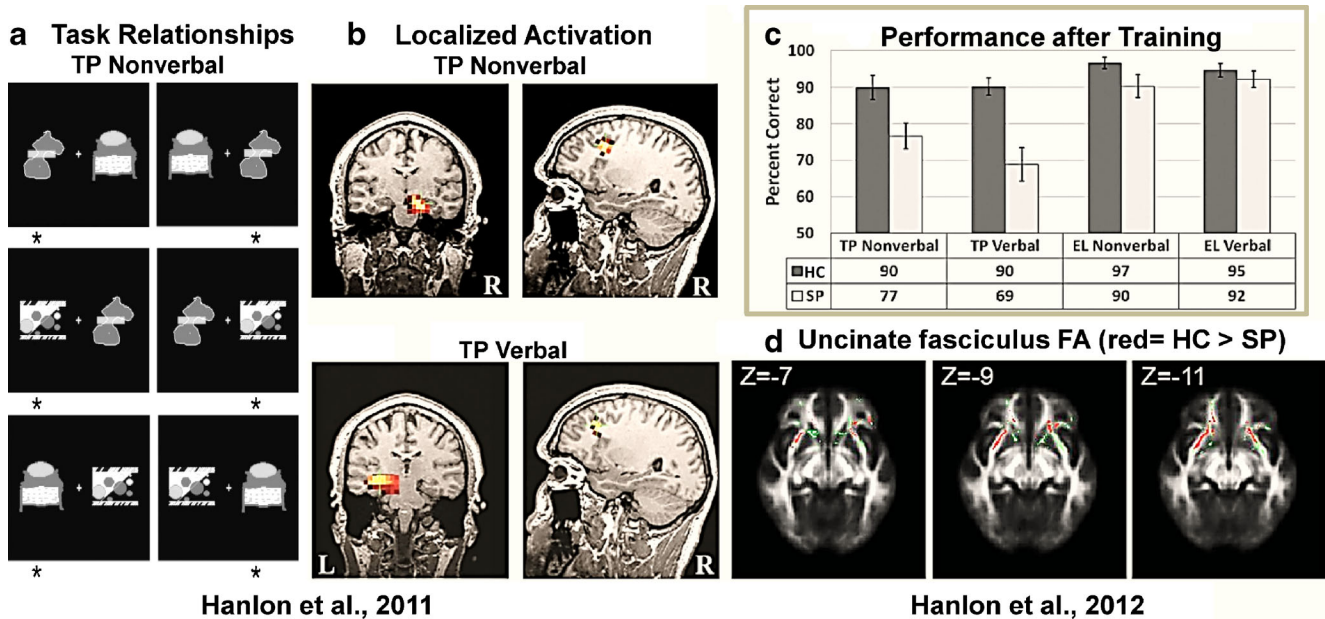 a Task Relationships
TP Nonverbal
*
*
*
*
*
*
b Localized Activation
TP Nonverbal
R
R
TP Verbal
L
R
Hanlon et al., 2011
c Performance after Training
Percent Correct
100
90
80
70
60
50
TP Nonverbal TP Verbal EL Nonverbal EL Verbal
HC 90 90 97 95
SP 77 69 90 92
d Uncinate fasciculus FA (red= HC > SP)
Z=-7
Z=-9
Z=-11
Hanlon et al., 2012